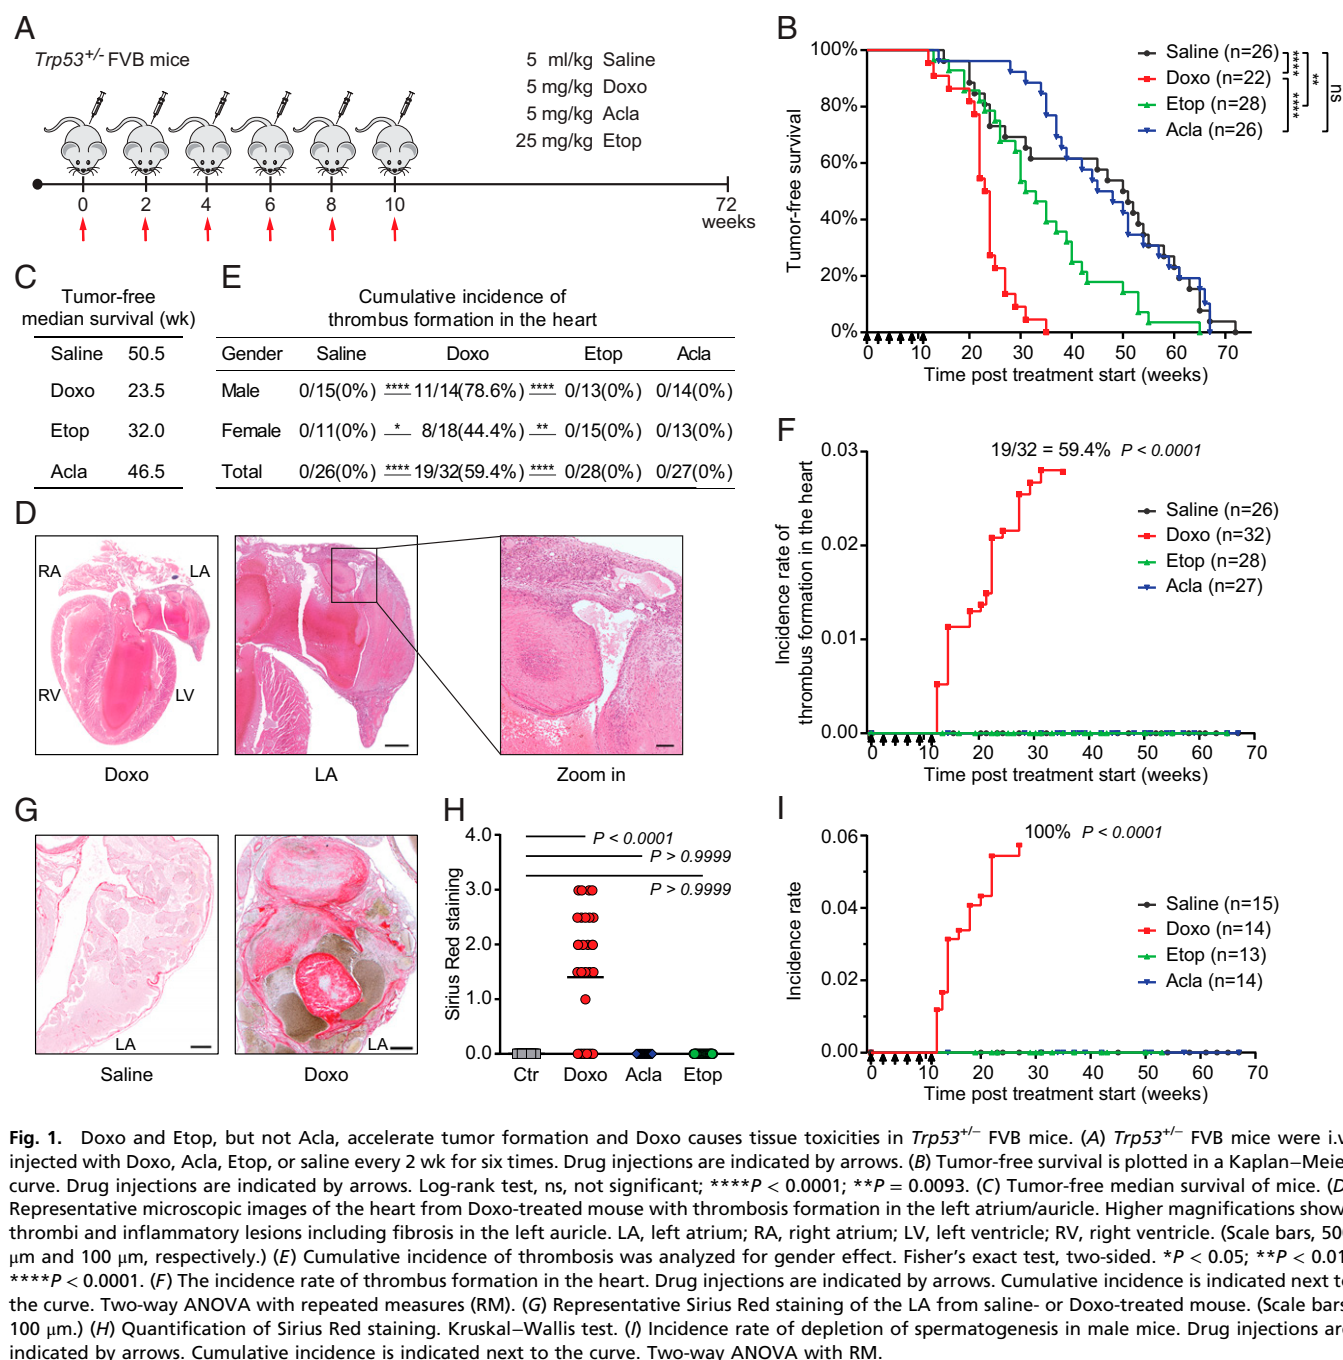 A
Trp53+/- FVB mice
5 ml/kg Saline
5 mg/kg Doxo
5 mg/kg Acla
25 mg/kg Etop
0 2 4 6 8 10 72
weeks
B
Tumor-free survival
100%
80%
60%
40%
20%
0%
0 10 20 30 40 50 60 70
Time post treatment start (weeks)
Saline (n=26)
Doxo (n=22)
Etop (n=28)
Acla (n=26)
****
****
**
ns
C
Tumor-free
median survival (wk)
Saline 50.5
Doxo 23.5
Etop 32.0
Acla 46.5
E
Cumulative incidence of
thrombus formation in the heart
Gender Saline Doxo Etop Acla
Male 0/15(0%) **** 11/14(78.6%) **** 0/13(0%) 0/14(0%)
Female 0/11(0%) * 8/18(44.4%) ** 0/15(0%) 0/13(0%)
Total 0/26(0%) **** 19/32(59.4%) **** 0/28(0%) 0/27(0%)
D
RA LA
RV LV
Doxo
LA
Zoom in
F
Incidence rate of
thrombus formation in the heart
0.03
0.02
0.01
0.00
0 10 20 30 40 50 60 70
Time post treatment start (weeks)
19/32 = 59.4% P < 0.0001
Saline (n=26)
Doxo (n=32)
Etop (n=28)
Acla (n=27)
G
LA
Saline
LA
Doxo
H
Sirius Red staining
4.0
3.0
2.0
1.0
0.0
P < 0.0001
P > 0.9999
P > 0.9999
Ctr Doxo Acla Etop
I
Incidence rate
0.06
0.04
0.02
0.00
0 10 20 30 40 50 60 70
Time post treatment start (weeks)
100% P < 0.0001
Saline (n=15)
Doxo (n=14)
Etop (n=13)
Acla (n=14)
Fig. 1. Doxo and Etop, but not Acla, accelerate tumor formation and Doxo causes tissue toxicities in Trp53+/− FVB mice. (A) Trp53+/− FVB mice were i.v
injected with Doxo, Acla, Etop, or saline every 2 wk for six times. Drug injections are indicated by arrows. (B) Tumor-free survival is plotted in a Kaplan–Meie
curve. Drug injections are indicated by arrows. Log-rank test, ns, not significant; ****P < 0.0001; **P = 0.0093. (C) Tumor-free median survival of mice. (D
Representative microscopic images of the heart from Doxo-treated mouse with thrombosis formation in the left atrium/auricle. Higher magnifications show
thrombi and inflammatory lesions including fibrosis in the left auricle. LA, left atrium; RA, right atrium; LV, left ventricle; RV, right ventricle. (Scale bars, 50
μm and 100 μm, respectively.) (E) Cumulative incidence of thrombosis was analyzed for gender effect. Fisher's exact test, two-sided. *P < 0.05; **P < 0.01
****P < 0.0001. (F) The incidence rate of thrombus formation in the heart. Drug injections are indicated by arrows. Cumulative incidence is indicated next to
the curve. Two-way ANOVA with repeated measures (RM). (G) Representative Sirius Red staining of the LA from saline- or Doxo-treated mouse. (Scale bars
100 μm.) (H) Quantification of Sirius Red staining. Kruskal–Wallis test. (I) Incidence rate of depletion of spermatogenesis in male mice. Drug injections are
indicated by arrows. Cumulative incidence is indicated next to the curve. Two-way ANOVA with RM.